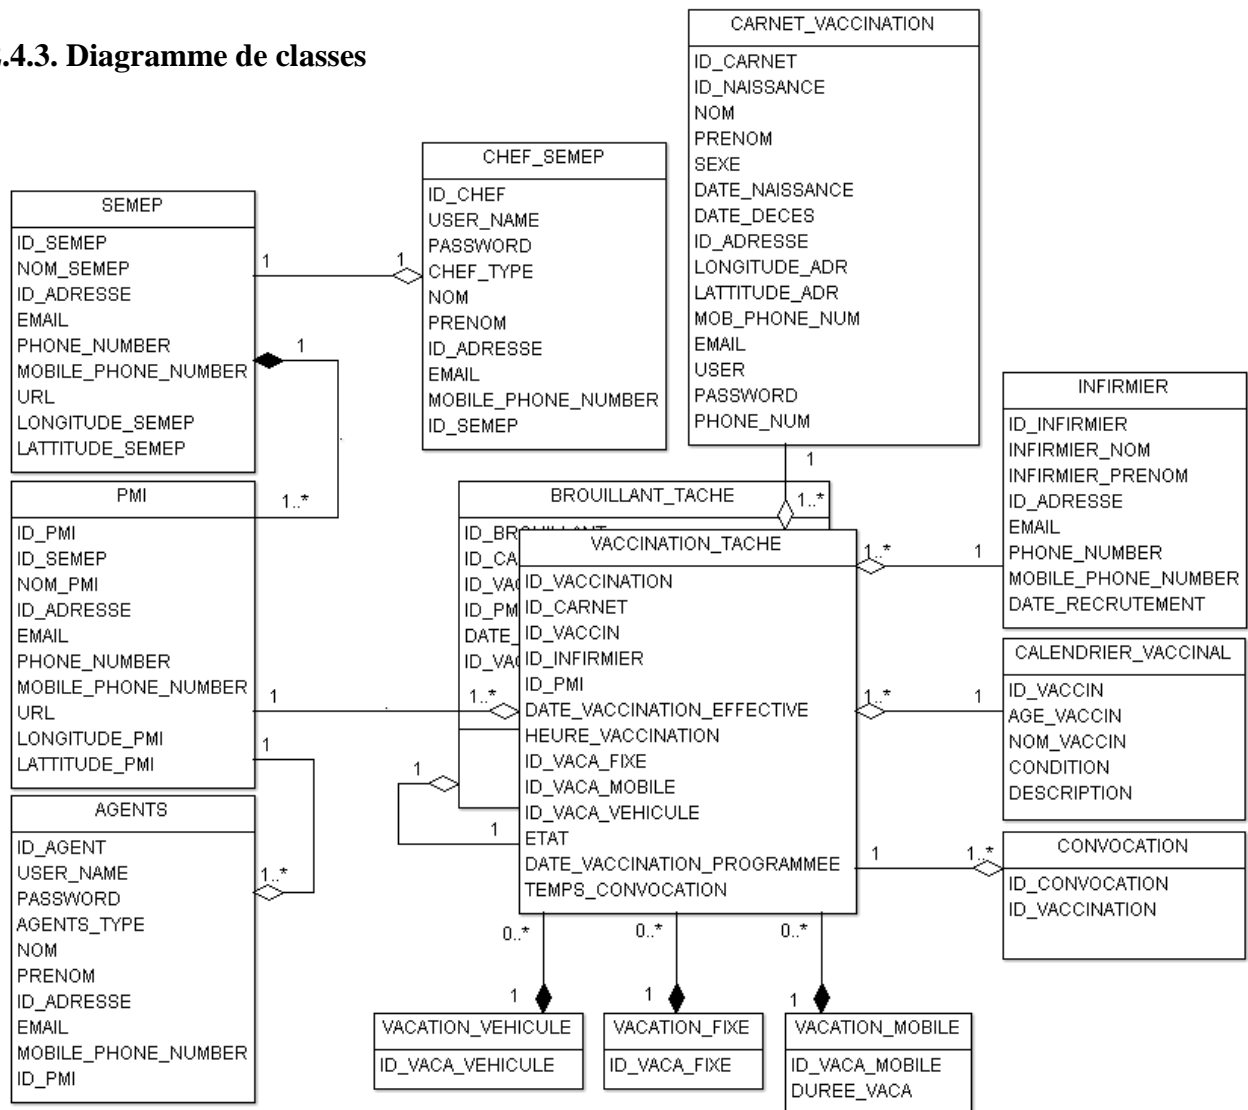 2.4.3. Diagramme de classes
CARNET_VACCINATION
ID_CARNET
ID_NAISSANCE
NOM
PRENOM
SEXE
DATE_NAISSANCE
DATE_DECES
ID_ADRESSE
LONGITUDE_ADR
LATTITUDE_ADR
MOB_PHONE_NUM
EMAIL
USER
PASSWORD
PHONE_NUM
CHEF_SEMEP
ID_CHEF
USER_NAME
PASSWORD
CHEF_TYPE
NOM
PRENOM
ID_ADRESSE
EMAIL
MOBILE_PHONE_NUMBER
ID_SEMEP
SEMEP
ID_SEMEP
NOM_SEMEP
ID_ADRESSE
EMAIL
PHONE_NUMBER
MOBILE_PHONE_NUMBER
URL
LONGITUDE_SEMEP
LATTITUDE_SEMEP
1
1
1
1..*
PMI
ID_PMI
ID_SEMEP
NOM_PMI
ID_ADRESSE
EMAIL
PHONE_NUMBER
MOBILE_PHONE_NUMBER
URL
LONGITUDE_PMI
LATTITUDE_PMI
1
1..*
1
1..*
AGENTS
ID_AGENT
USER_NAME
PASSWORD
AGENTS_TYPE
NOM
PRENOM
ID_ADRESSE
EMAIL
MOBILE_PHONE_NUMBER
ID_PMI
BROUILLANT_TACHE
ID_CA
ID_VA
ID_PM
DATE_
ID_VA
1
1
1
1..*
VACCINATION_TACHE
ID_VACCINATION
ID_CARNET
ID_VACCIN
ID_INFIRMIER
ID_PMI
DATE_VACCINATION_EFFECTIVE
HEURE_VACCINATION
ID_VACA_FIXE
ID_VACA_MOBILE
ID_VACA_VEHICULE
ETAT
DATE_VACCINATION_PROGRAMMEE
TEMPS_CONVOCATION
1..*
1
INFIRMIER
ID_INFIRMIER
INFIRMIER_NOM
INFIRMIER_PRENOM
ID_ADRESSE
EMAIL
PHONE_NUMBER
MOBILE_PHONE_NUMBER
DATE_RECRUTEMENT
1..*
1
CALENDRIER_VACCINAL
ID_VACCIN
AGE_VACCIN
NOM_VACCIN
CONDITION
DESCRIPTION
1
1..*
CONVOCATION
ID_CONVOCATION
ID_VACCINATION
0..*
0..*
0..*
1
1
1
VACATION_VEHICULE
ID_VACA_VEHICULE
VACATION_FIXE
ID_VACA_FIXE
VACATION_MOBILE
ID_VACA_MOBILE
DUREE_VACA